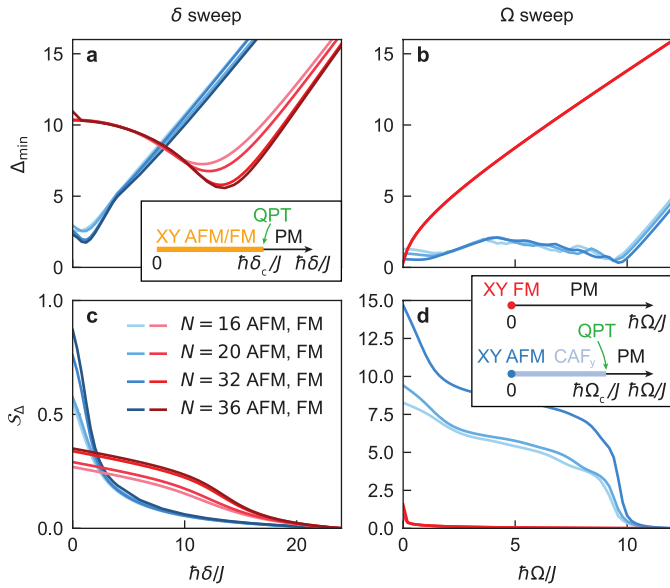 δ sweep
Ω sweep
a
b
15
10
5
0
Δmin
15
10
5
0
XY AFM/FM
QPT
PM
0
ħδc/J
ħδ/J
0
5
10
c
d
1.0
0.5
0.0
SΔ
N = 16 AFM, FM
N = 20 AFM, FM
N = 32 AFM, FM
N = 36 AFM, FM
15.0
10.0
7.5
5.0
2.5
0.0
XY FM
PM
0
ħΩ/J
QPT
XY AFM
CAFy
PM
0
ħΩc/J
ħΩ/J
0
10
20
0
5
10
ħδ/J
ħΩ/J